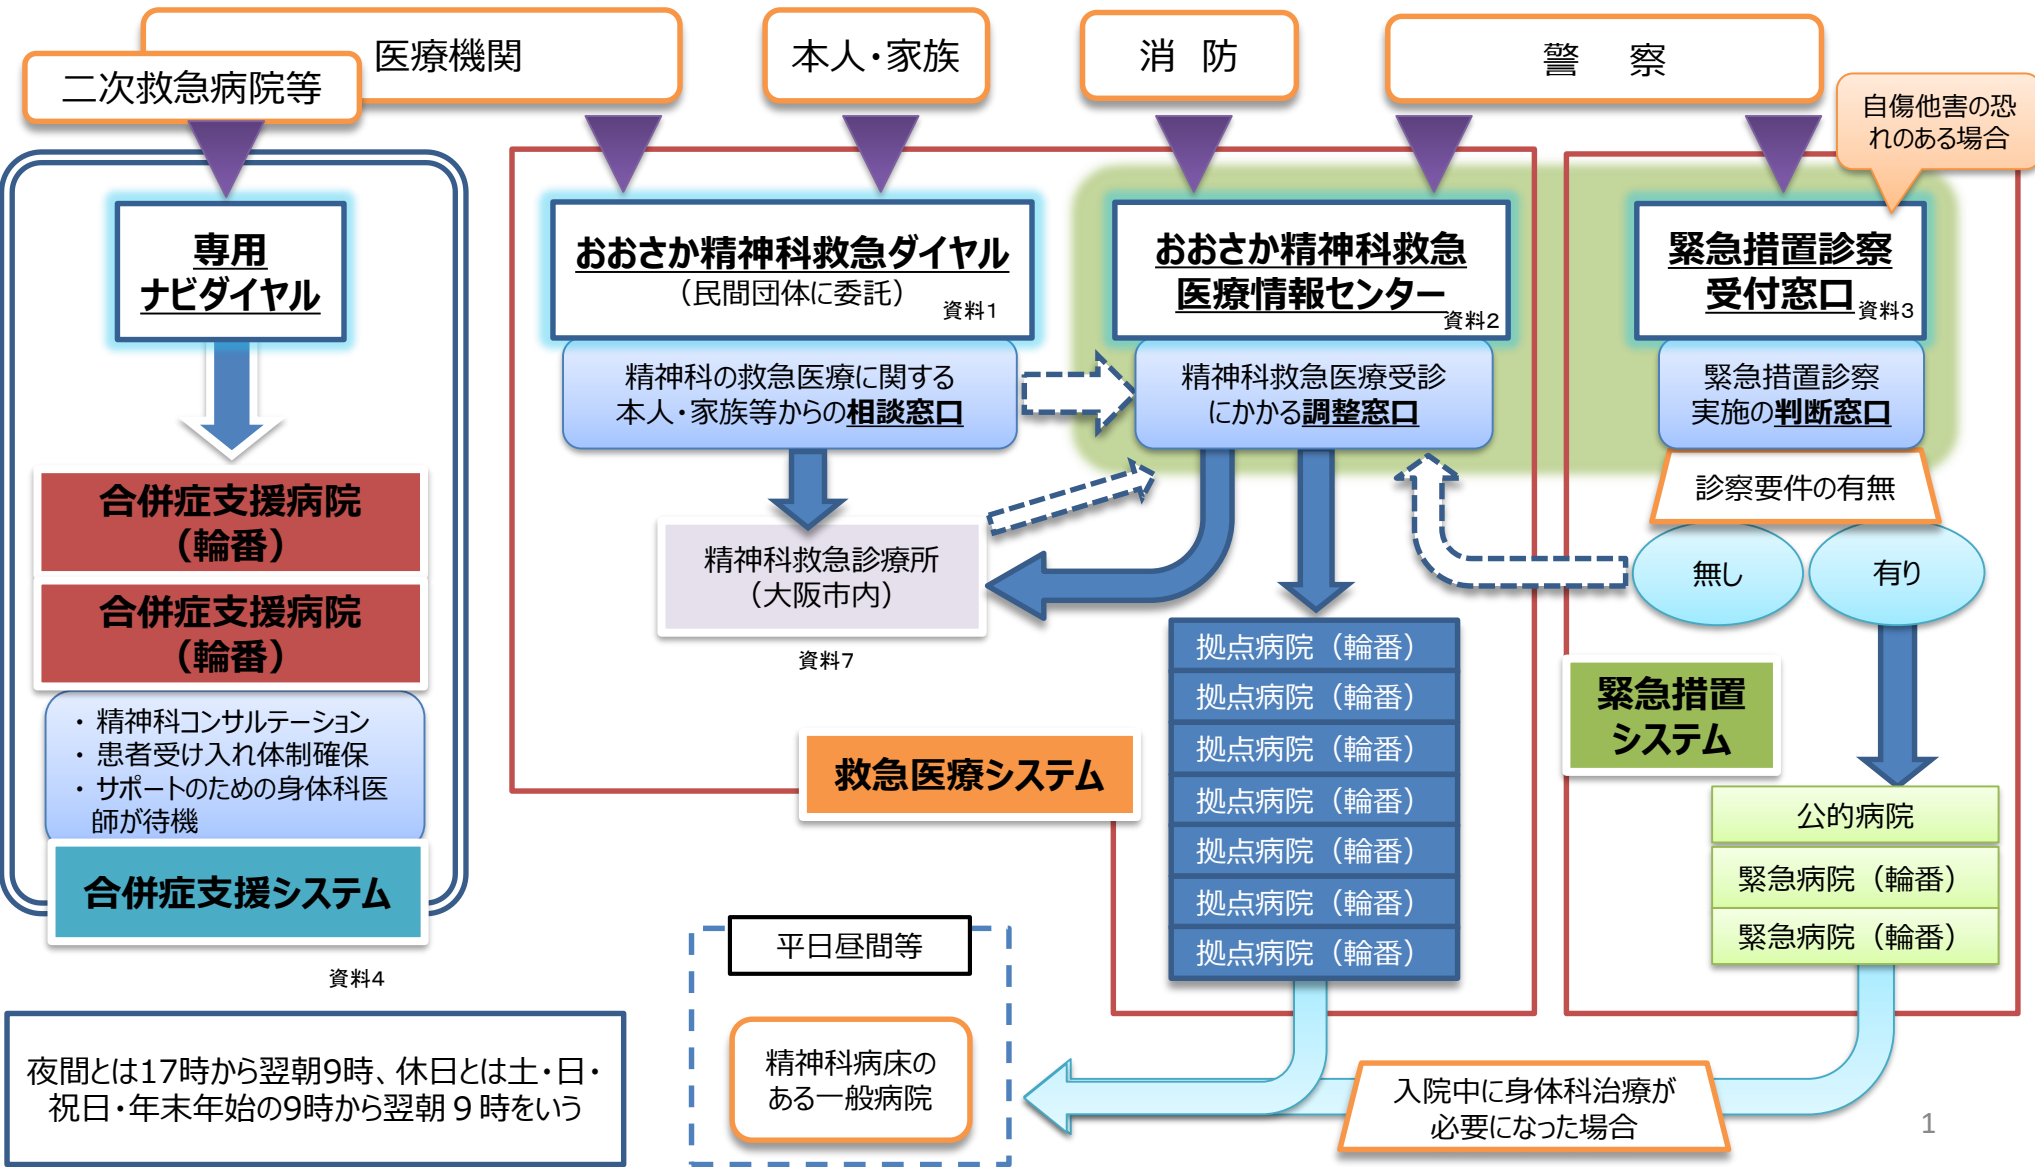 医療機関
二次救急病院等
本人・家族
消 防
警 察
自傷他害の恐
れのある場合
専用
ナビダイヤル
おおさか精神科救急ダイヤル
（民間団体に委託）
資料1
おおさか精神科救急
医療情報センター
資料2
緊急措置診察
受付窓口
資料3
精神科の救急医療に関する
本人・家族等からの相談窓口
精神科救急医療受診
にかかる調整窓口
緊急措置診察
実施の判断窓口
診察要件の有無
無し
有り
合併症支援病院
（輪番）
合併症支援病院
（輪番）
・ 精神科コンサルテーション
・ 患者受け入れ体制確保
・ サポートのための身体科医
師が待機
合併症支援システム
資料4
精神科救急診療所
（大阪市内）
資料7
救急医療システム
拠点病院（輪番）
拠点病院（輪番）
拠点病院（輪番）
拠点病院（輪番）
拠点病院（輪番）
拠点病院（輪番）
拠点病院（輪番）
緊急措置
システム
公的病院
緊急病院（輪番）
緊急病院（輪番）
平日昼間等
精神科病床の
ある一般病院
入院中に身体科治療が
必要になった場合
夜間とは17時から翌朝9時、休日とは土・日・
祝日・年末年始の9時から翌朝９時をいう
1